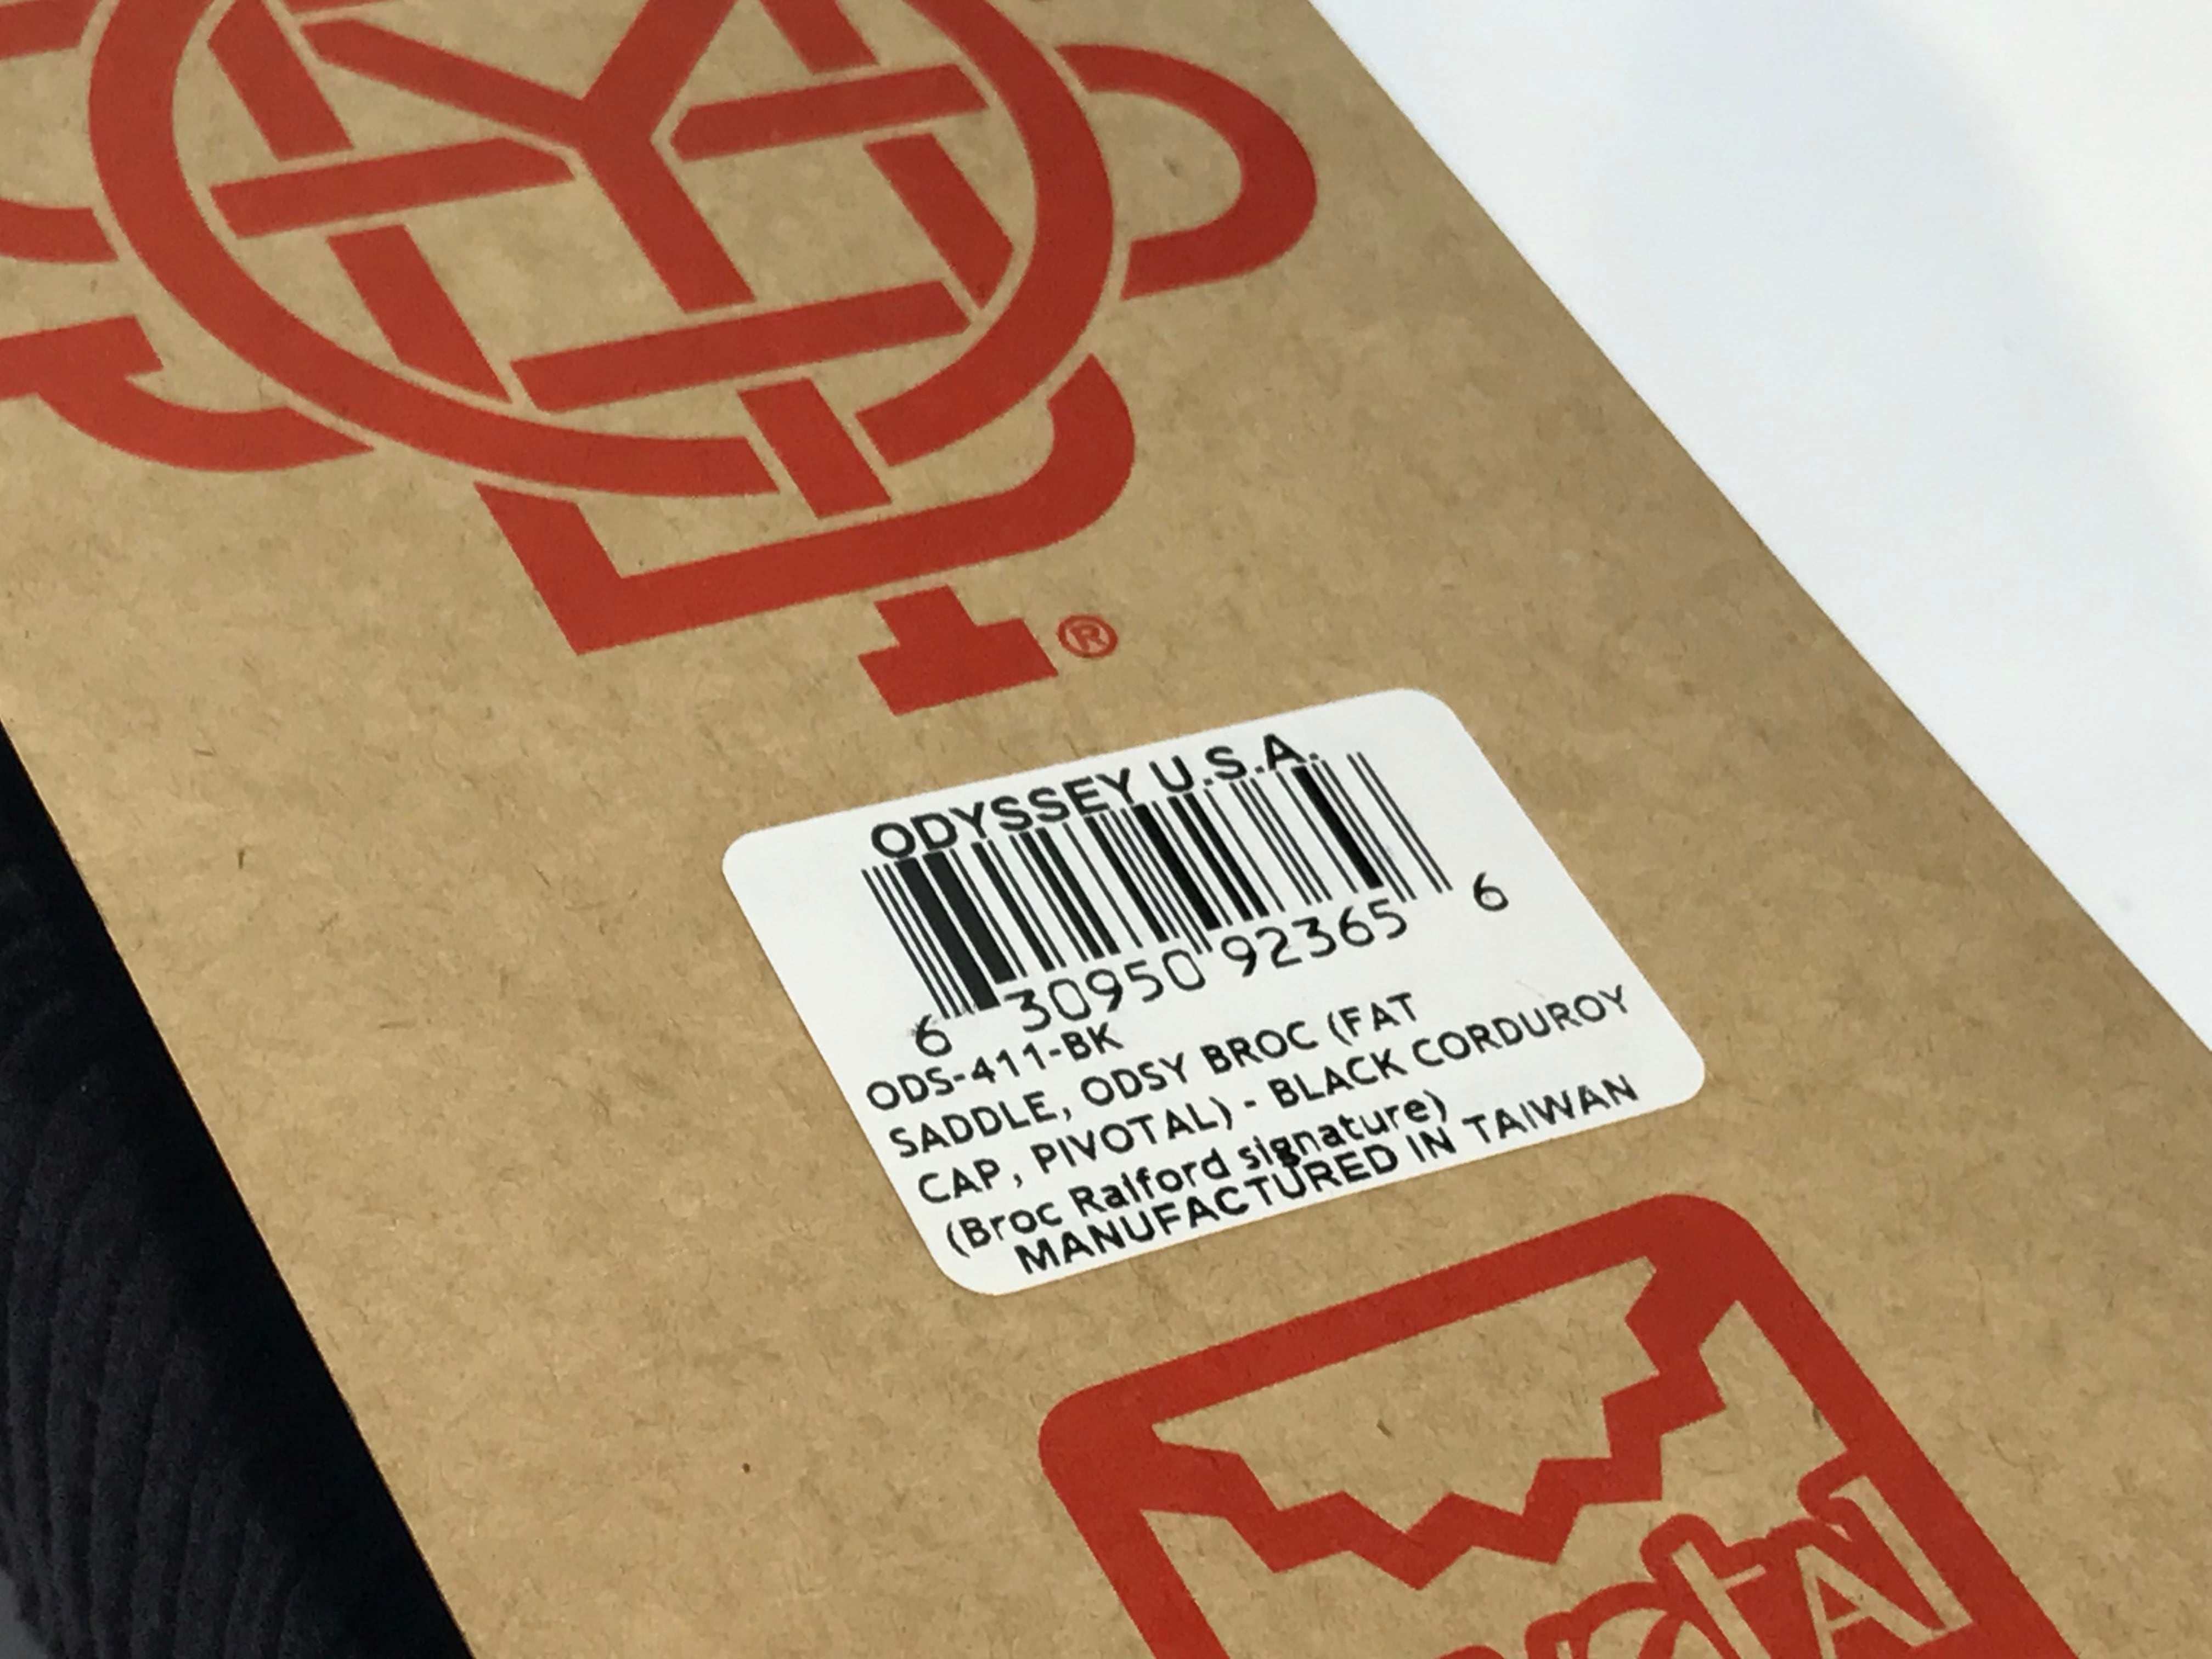 ®
ODYSSEY U.S.A.
6 30950 92365 6
ODS-411-BK
SADDLE, ODSY BROC (FAT
CAP, PIVOTAL) - BLACK CORDUROY
(Broc Raiford signature)
MANUFACTURED IN TAIWAN